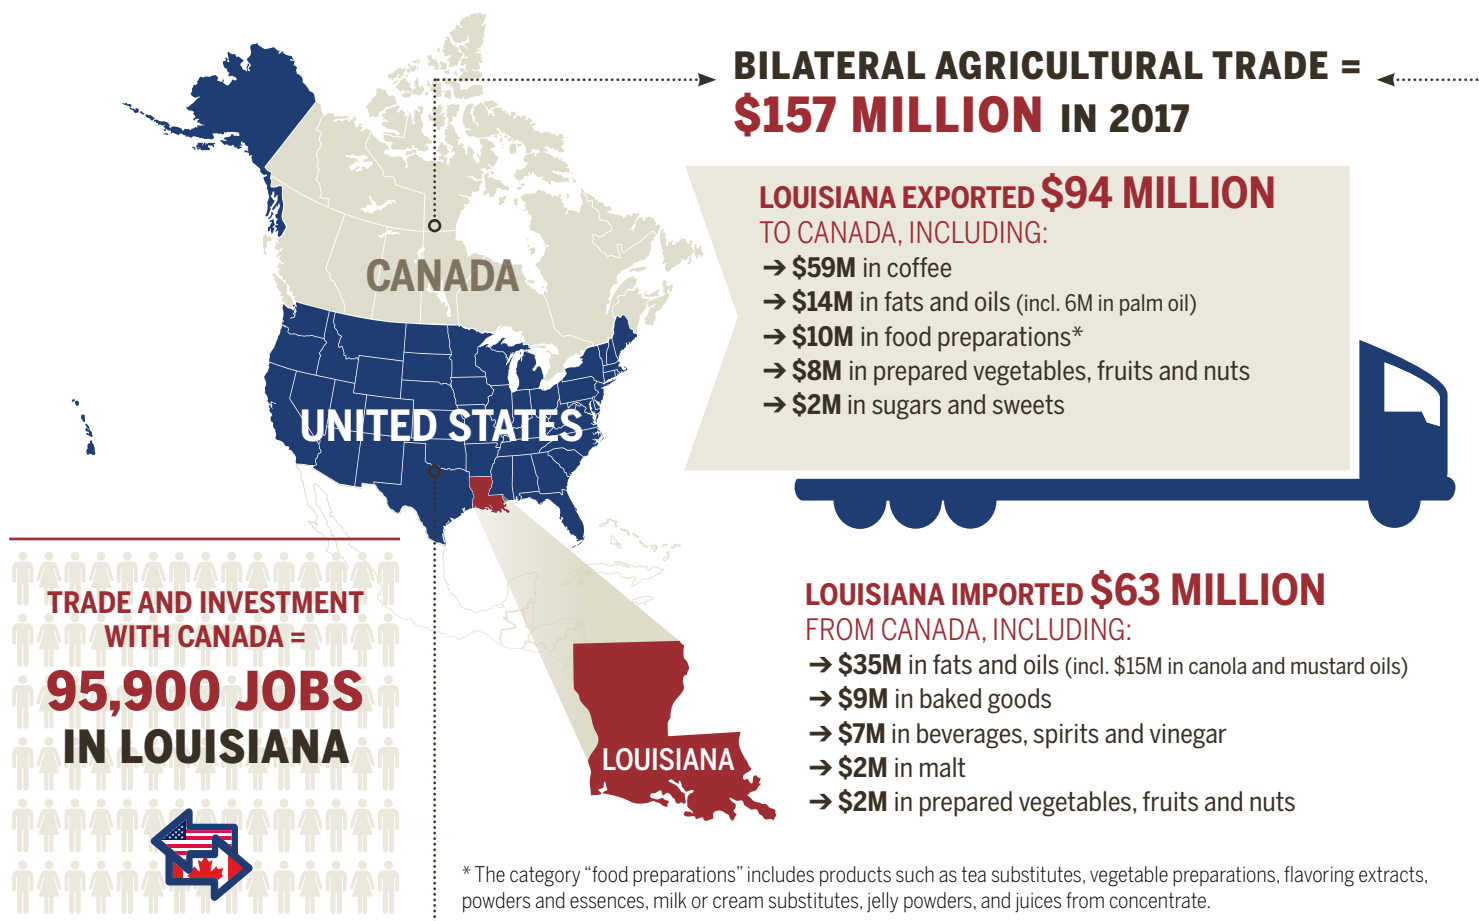 BILATERAL AGRICULTURAL TRADE =
$157 MILLION IN 2017
LOUISIANA EXPORTED $94 MILLION
TO CANADA, INCLUDING:
➔ $59M in coffee
➔ $14M in fats and oils (incl. 6M in palm oil)
➔ $10M in food preparations*
➔ $8M in prepared vegetables, fruits and nuts
➔ $2M in sugars and sweets
CANADA
UNITED STATES
TRADE AND INVESTMENT
WITH CANADA =
95,900 JOBS
IN LOUISIANA
LOUISIANA
LOUISIANA IMPORTED $63 MILLION
FROM CANADA, INCLUDING:
➔ $35M in fats and oils (incl. $15M in canola and mustard oils)
➔ $9M in baked goods
➔ $7M in beverages, spirits and vinegar
➔ $2M in malt
➔ $2M in prepared vegetables, fruits and nuts
* The category “food preparations” includes products such as tea substitutes, vegetable preparations, flavoring extracts,
powders and essences, milk or cream substitutes, jelly powders, and juices from concentrate.